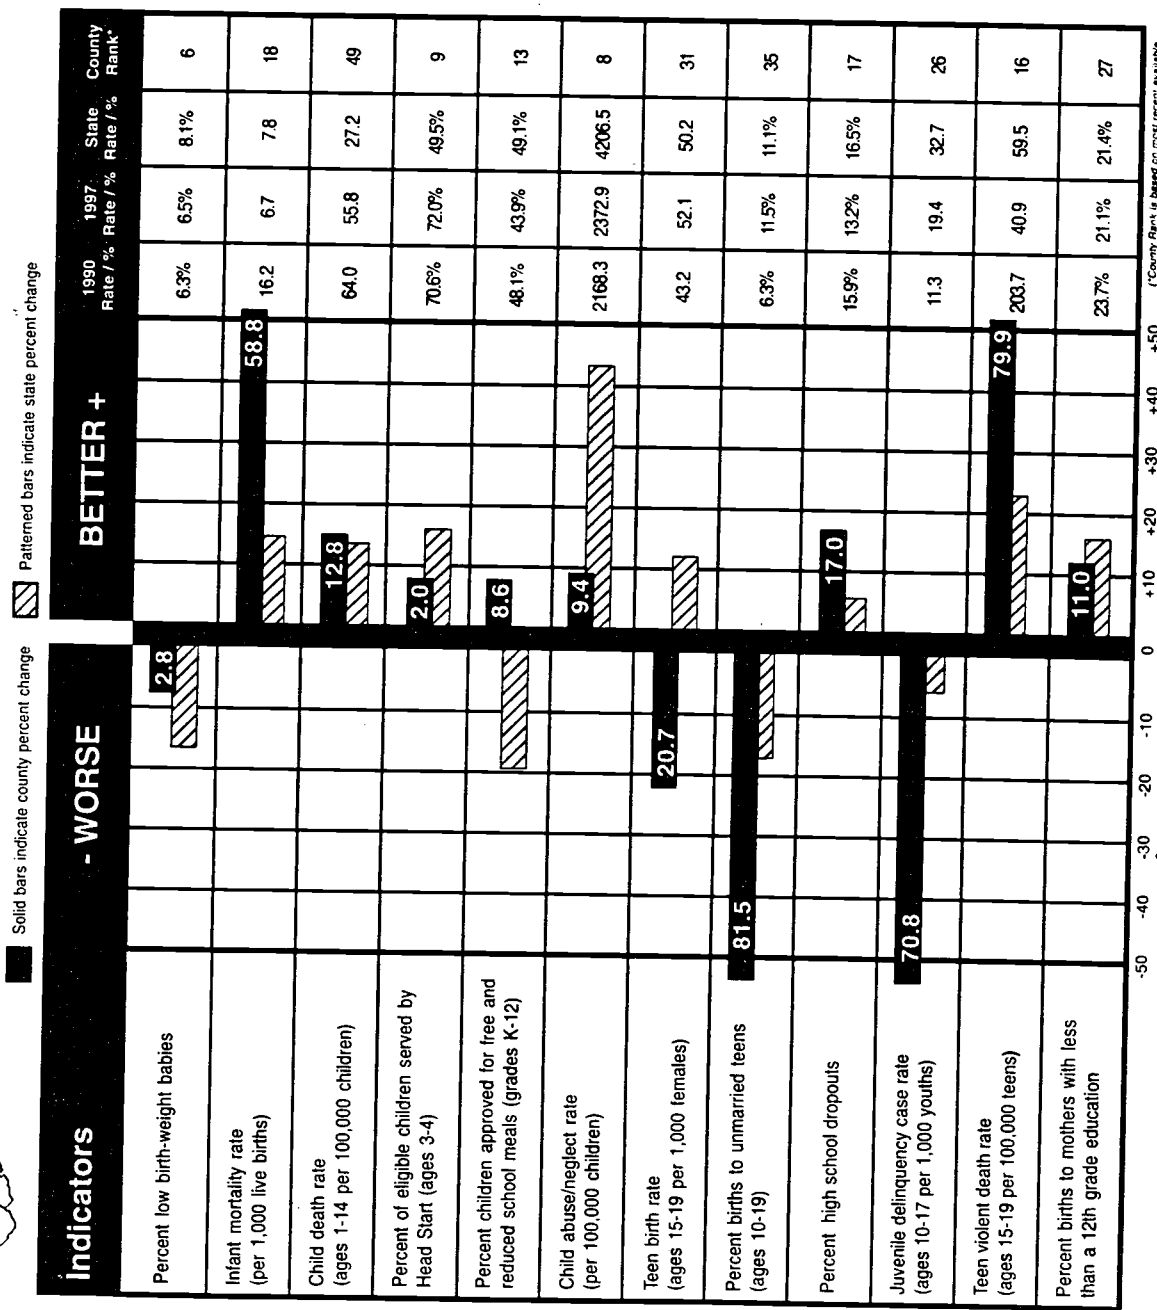 Solid bars indicate county percent change
Patterned bars indicate state percent change
Indicators
- WORSE
BETTER +
1990
Rate / %
1997
Rate / %
State
Rate / %
County
Rank*
Percent low birth-weight babies
2.8
6.3%
6.5%
8.1%
6
Infant mortality rate
(per 1,000 live births)
58.8
16.2
6.7
7.8
18
Child death rate
(ages 1-14 per 100,000 children)
12.8
64.0
55.8
27.2
49
Percent of eligible children served by
Head Start (ages 3-4)
2.0
70.6%
72.0%
49.5%
9
Percent children approved for free and
reduced school meals (grades K-12)
8.6
48.1%
43.9%
49.1%
13
Child abuse/neglect rate
(per 100,000 children)
9.4
2168.3
2372.9
4206.5
8
Teen birth rate
(ages 15-19 per 1,000 females)
20.7
43.2
52.1
50.2
31
Percent births to unmarried teens
(ages 10-19)
81.5
6.3%
11.5%
11.1%
35
Percent high school dropouts
17.0
15.9%
13.2%
16.5%
17
Juvenile delinquency case rate
(ages 10-17 per 1,000 youths)
70.8
11.3
19.4
32.7
26
Teen violent death rate
(ages 15-19 per 100,000 teens)
79.9
203.7
40.9
59.5
16
Percent births to mothers with less
than a 12th grade education
11.0
23.7%
21.1%
21.4%
27
-50 -40 -30 -20 -10 0 +10 +20 +30 +40 +50
(*County Rank is based on most recent available